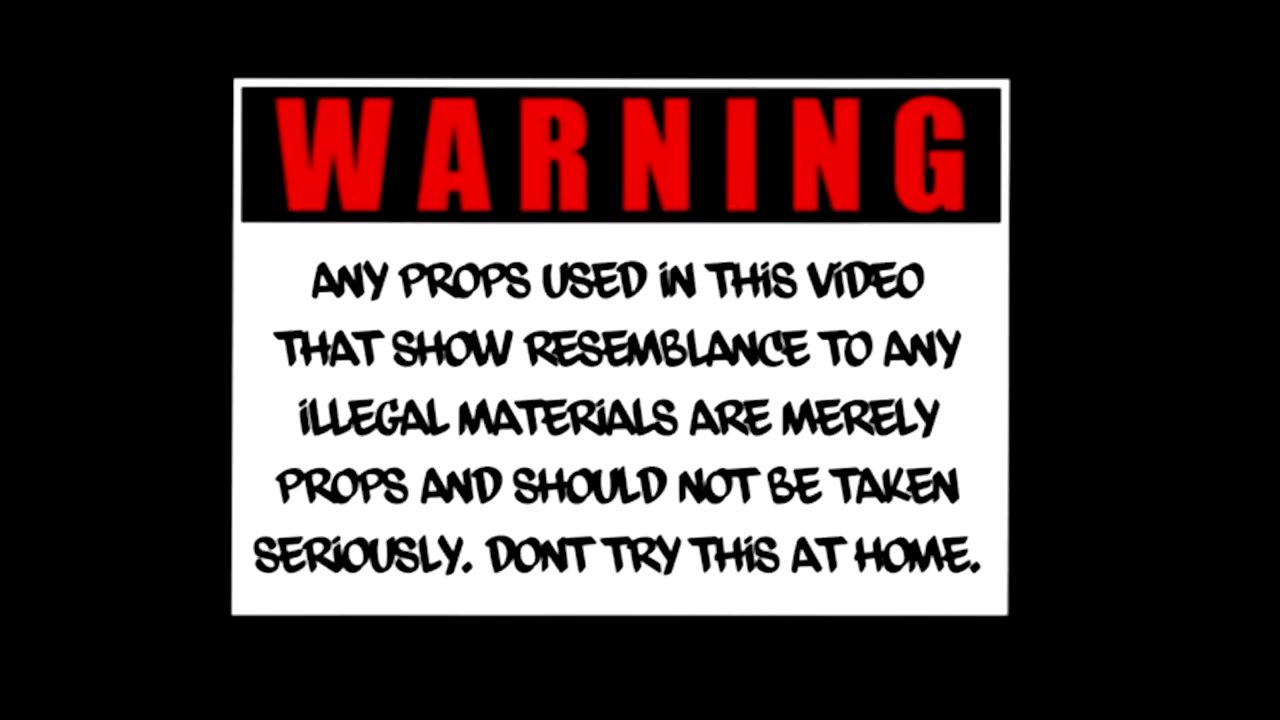 WARNING
ANY PROPS USED iN THiS ViDEO
THAT SHOW RESEMBLANCE TO ANY
iLLEGAL MATERiALS ARE MERELY
PROPS AND SHOULD NOT BE TAKEN
SERiOUSLY. DONT TRY THiS AT HOME.